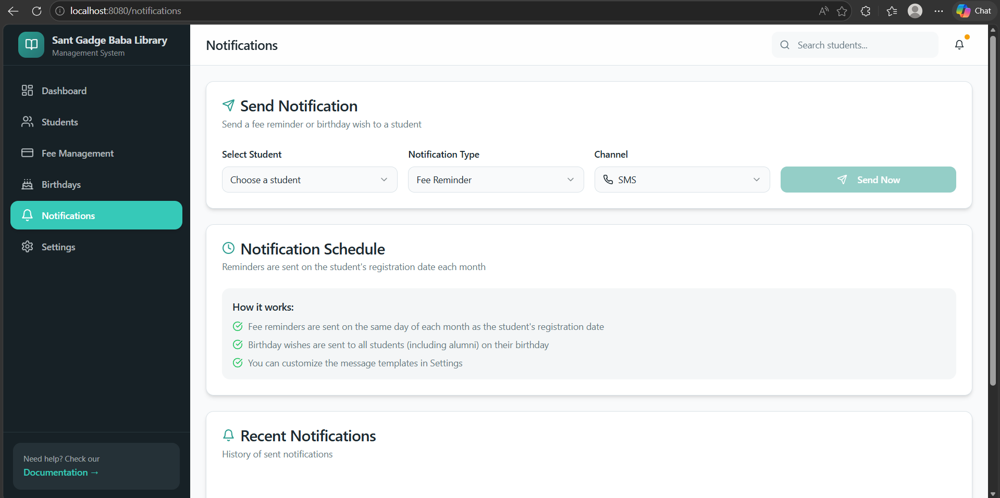 localhost:8080/notifications
Chat
Sant Gadge Baba Library
Management System
Dashboard
Students
Fee Management
Birthdays
Notifications
Settings
Need help? Check our
Documentation →
Notifications
Search students...
Send Notification
Send a fee reminder or birthday wish to a student
Select Student
Notification Type
Channel
Choose a student
Fee Reminder
SMS
Send Now
Notification Schedule
Reminders are sent on the student's registration date each month
How it works:
Fee reminders are sent on the same day of each month as the student's registration date
Birthday wishes are sent to all students (including alumni) on their birthday
You can customize the message templates in Settings
Recent Notifications
History of sent notifications